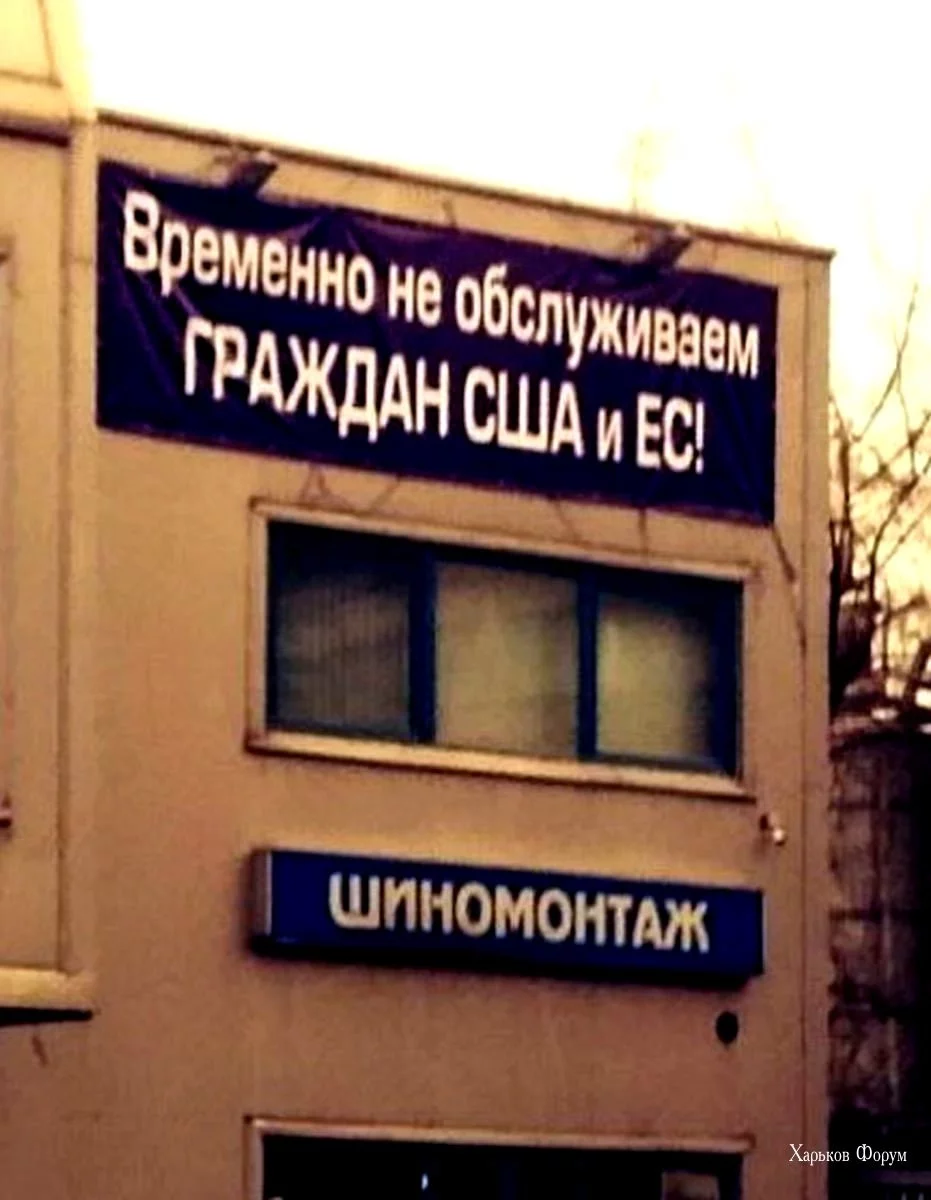 Временно не обслуживаем
ГРАЖДАН США и ЕС!
ШИНОМОНТАЖ
Харьков Форум